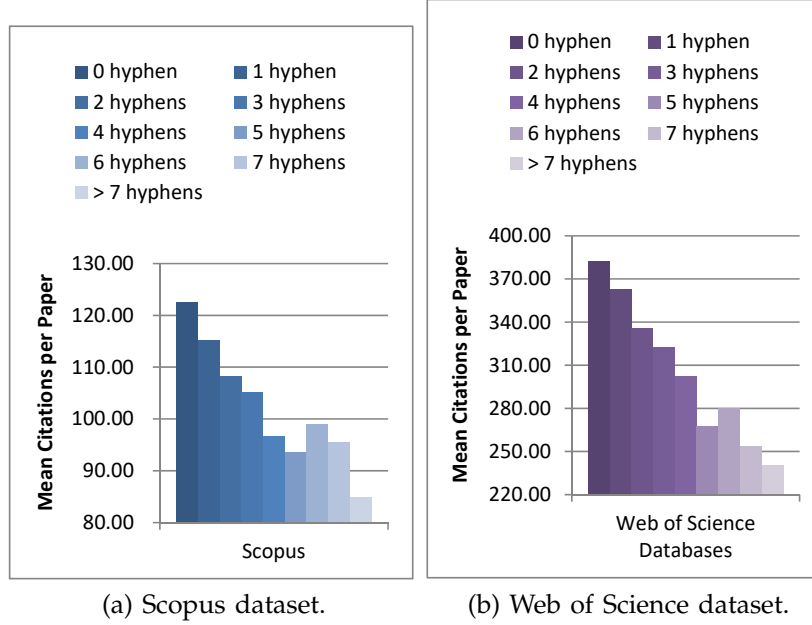 0 hyphen 1 hyphen
2 hyphens 3 hyphens
4 hyphens 5 hyphens
6 hyphens 7 hyphens
> 7 hyphens
Mean Citations per Paper
130.00
120.00
110.00
100.00
90.00
80.00
Scopus
(a) Scopus dataset.
0 hyphen 1 hyphen
2 hyphens 3 hyphens
4 hyphens 5 hyphens
6 hyphens 7 hyphens
> 7 hyphens
Mean Citations per Paper
400.00
370.00
340.00
310.00
280.00
250.00
220.00
Web of Science
Databases
(b) Web of Science dataset.